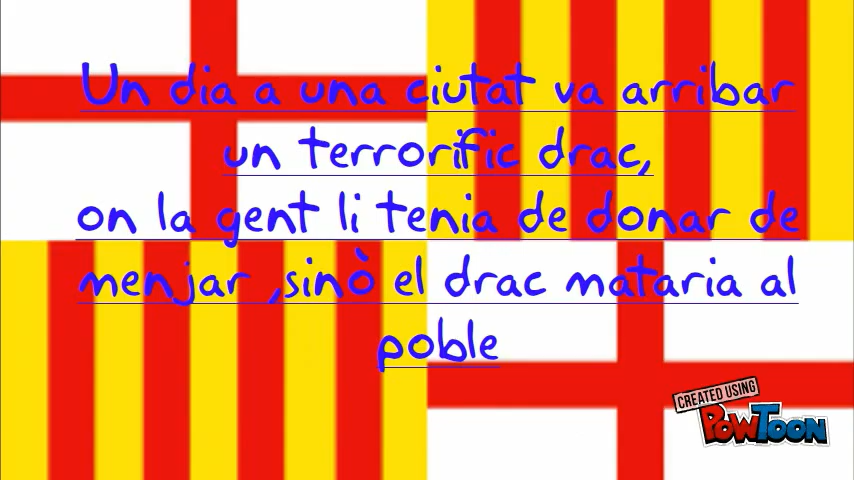 Un dia a una ciutat va arribar
un terrorífic drac,
on la gent li tenia de donar de
menjar ,sinò el drac mataria al
poble
CREATED USING
POWTOON